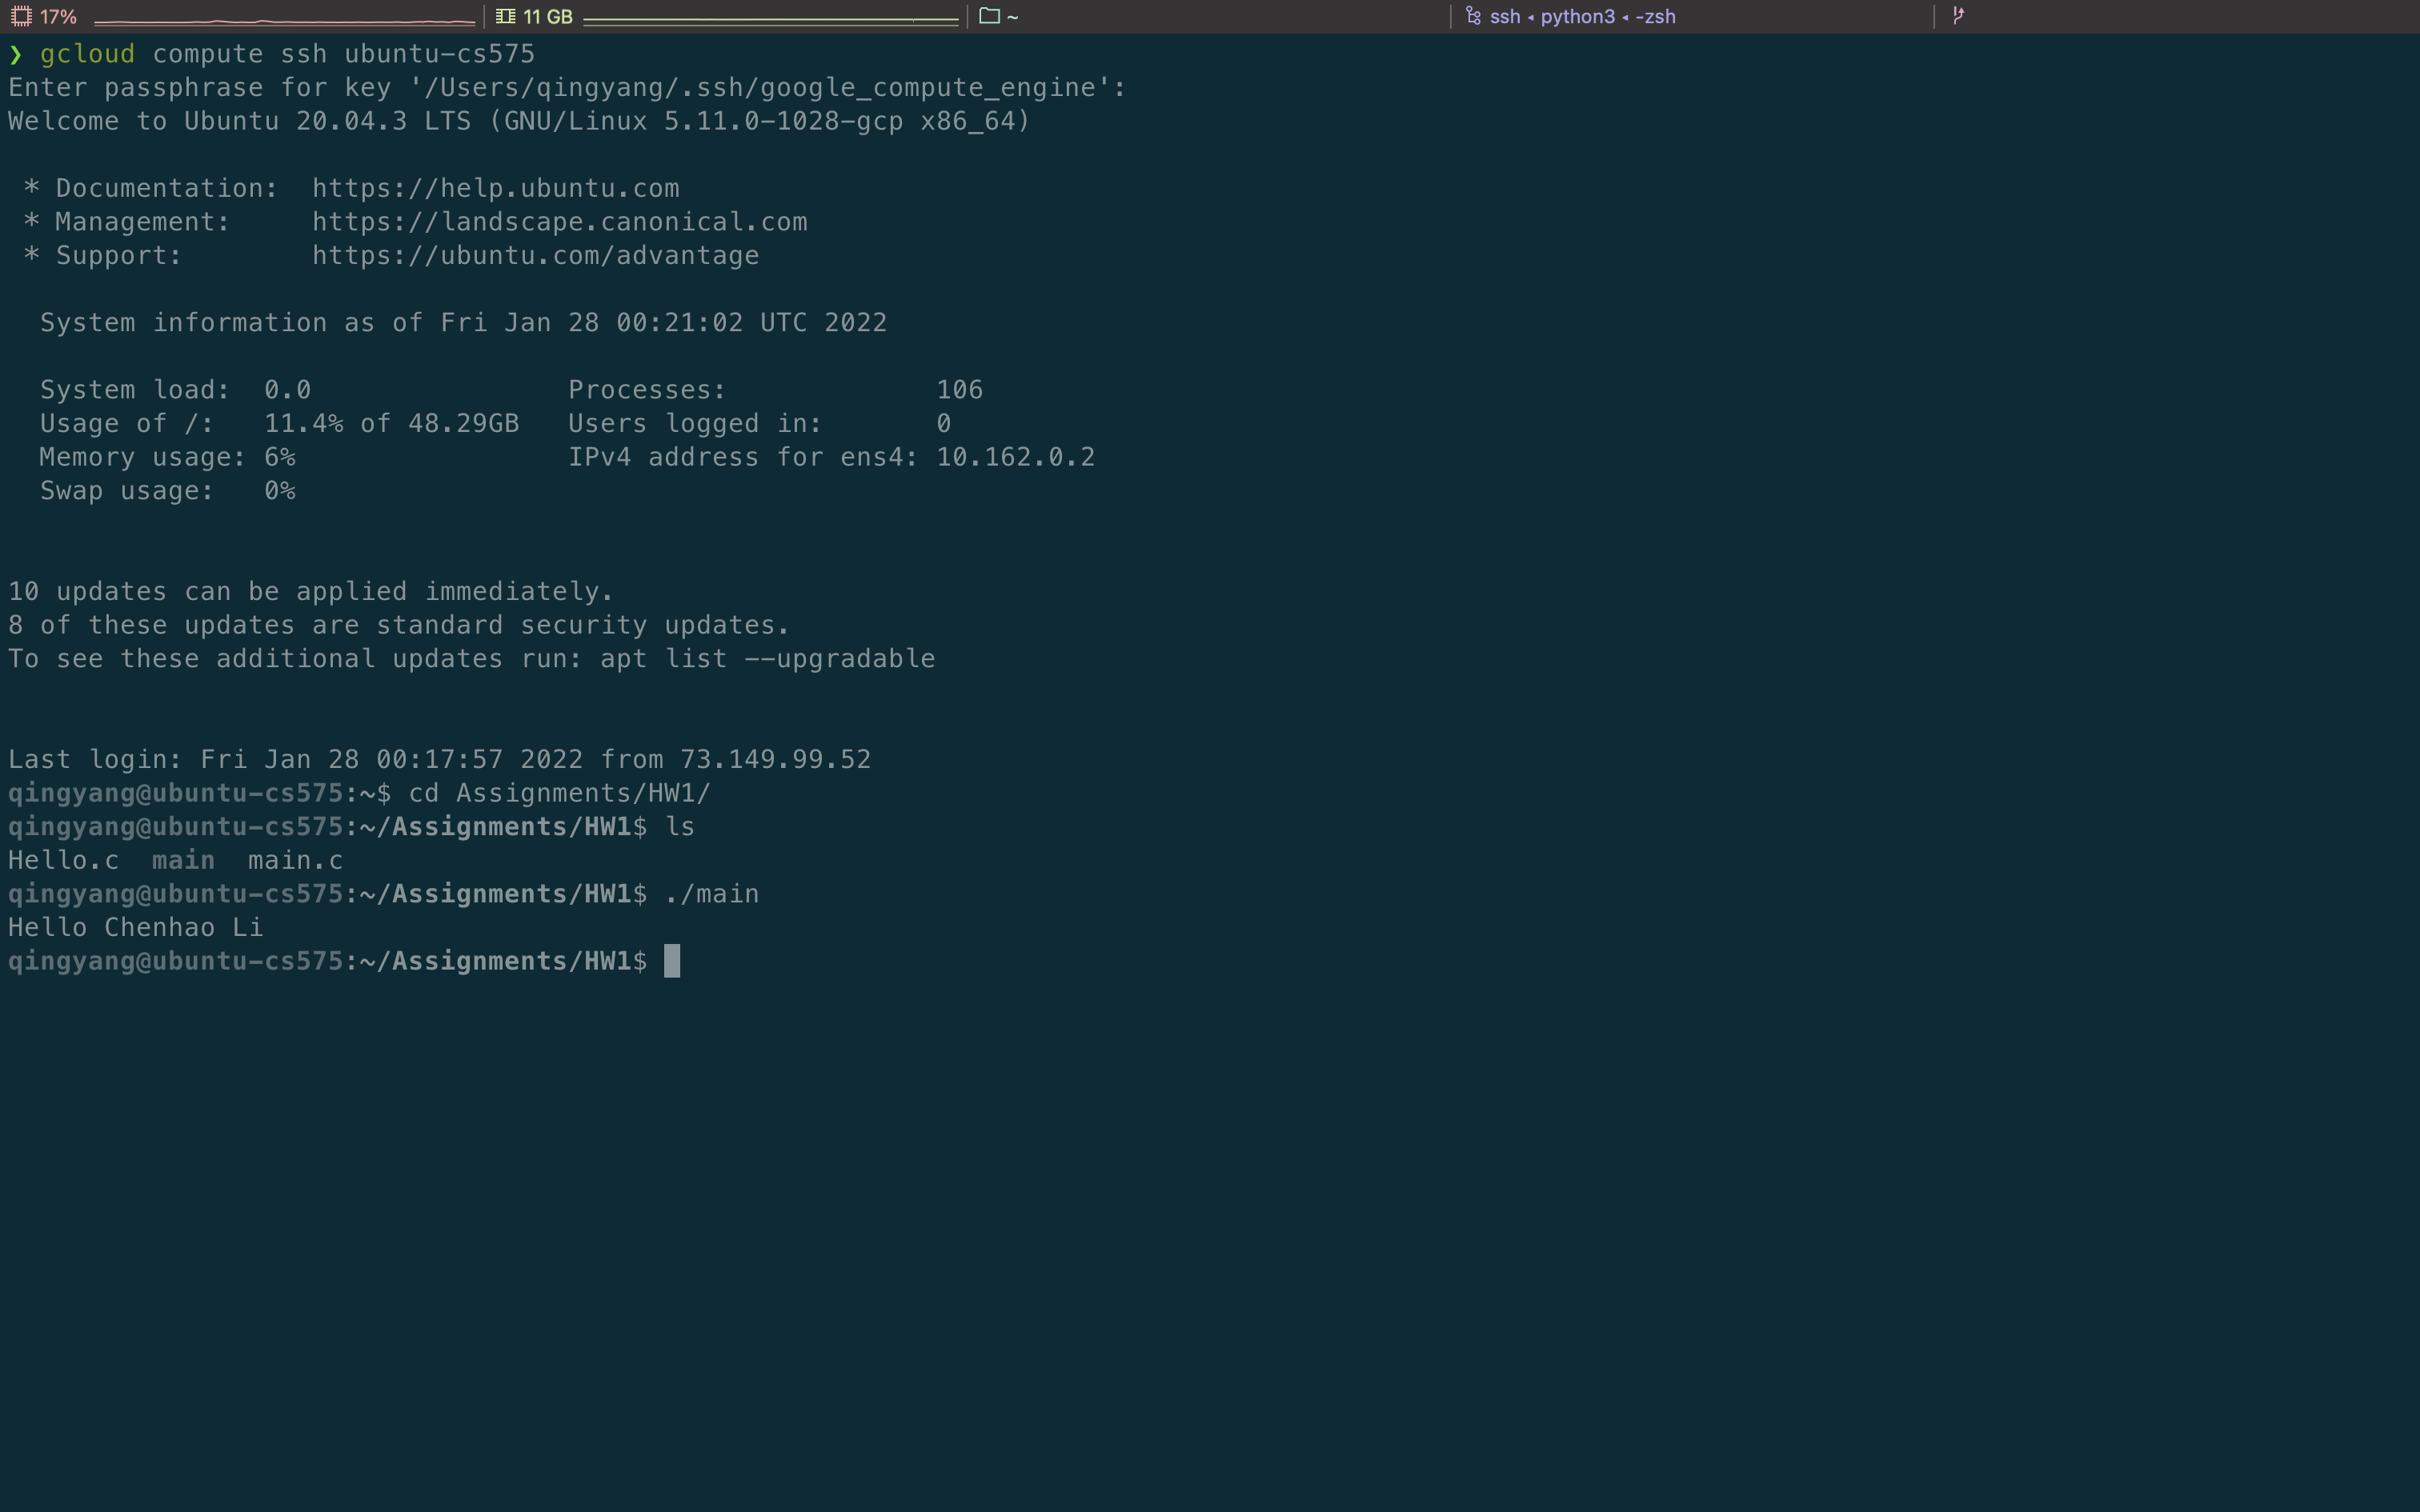 17% 11 GB ~ ssh ◂ python3 ◂ -zsh
❯ gcloud compute ssh ubuntu-cs575
Enter passphrase for key '/Users/qingyang/.ssh/google_compute_engine':
Welcome to Ubuntu 20.04.3 LTS (GNU/Linux 5.11.0-1028-gcp x86_64)
* Documentation:  https://help.ubuntu.com
* Management:     https://landscape.canonical.com
* Support:        https://ubuntu.com/advantage
System information as of Fri Jan 28 00:21:02 UTC 2022
System load:  0.0                Processes:             106
Usage of /:   11.4% of 48.29GB   Users logged in:       0
Memory usage: 6%                 IPv4 address for ens4: 10.162.0.2
Swap usage:   0%
10 updates can be applied immediately.
8 of these updates are standard security updates.
To see these additional updates run: apt list --upgradable
Last login: Fri Jan 28 00:17:57 2022 from 73.149.99.52
qingyang@ubuntu-cs575:~$ cd Assignments/HW1/
qingyang@ubuntu-cs575:~/Assignments/HW1$ ls
Hello.c  main  main.c
qingyang@ubuntu-cs575:~/Assignments/HW1$ ./main
Hello Chenhao Li
qingyang@ubuntu-cs575:~/Assignments/HW1$